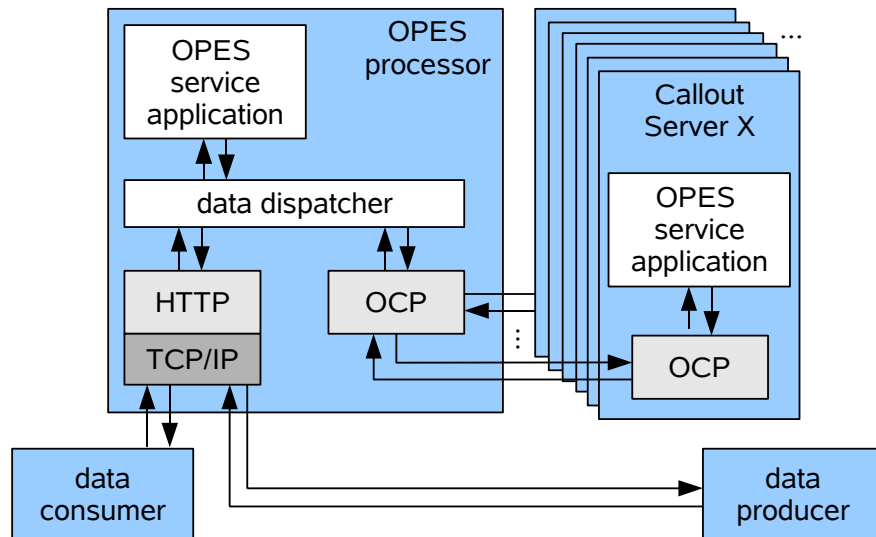 OPES
service
application
OPES
processor
...
Callout
Server X
data dispatcher
OPES
service
application
HTTP
OCP
TCP/IP
...
OCP
data
consumer
data
producer